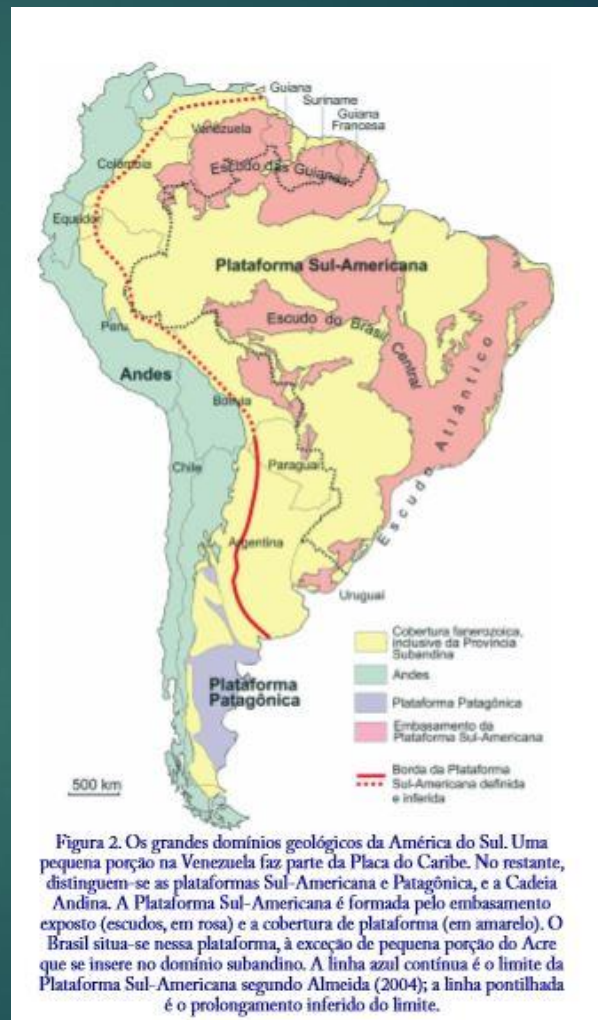 Guiana
Suriname
Guiana
Francesa
Venezuela
Escudo das Guianas
Colômbia
Equador
Plataforma Sul-Americana
Peru
Escudo do Brasil Central
Andes
Bolívia
Escudo Atlântico
Chile
Paraguai
Argentina
Uruguai
Plataforma
Patagônica
Cobertura fanerozoica,
inclusive da Província
Subandina
Andes
Plataforma Patagônica
Embasamento da
Plataforma Sul-Americana
Borda da Plataforma
Sul-Americana definida
e inferida
500 km
Figura 2. Os grandes domínios geológicos da América do Sul. Uma
pequena porção na Venezuela faz parte da Placa do Caribe. No restante,
distinguem-se as plataformas Sul-Americana e Patagônica, e a Cadeia
Andina. A Plataforma Sul-Americana é formada pelo embasamento
exposto (escudos, em rosa) e a cobertura de plataforma (em amarelo). O
Brasil situa-se nessa plataforma, à exceção de pequena porção do Acre
que se insere no domínio subandino. A linha azul contínua é o limite da
Plataforma Sul-Americana segundo Almeida (2004); a linha pontilhada
é o prolongamento inferido do limite.